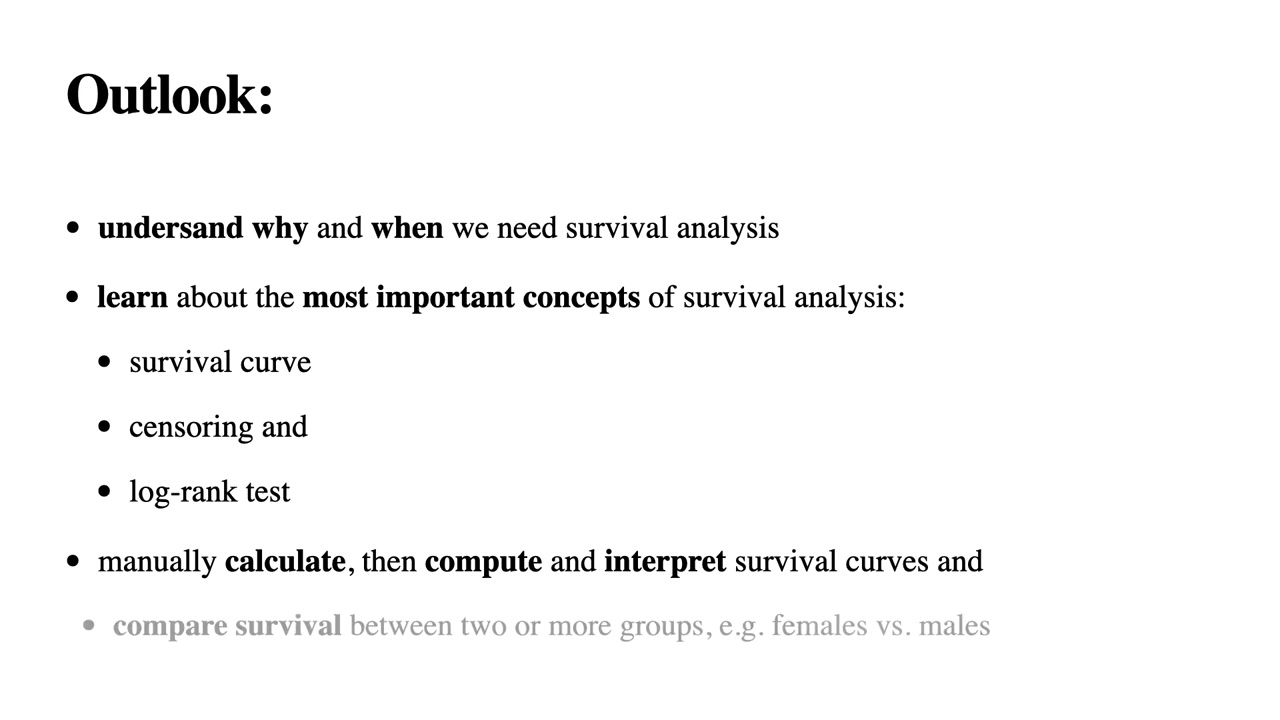 Outlook:
• undersand why and when we need survival analysis
• learn about the most important concepts of survival analysis:
• survival curve
• censoring and
• log-rank test
• manually calculate, then compute and interpret survival curves and
• compare survival between two or more groups, e.g. females vs. males